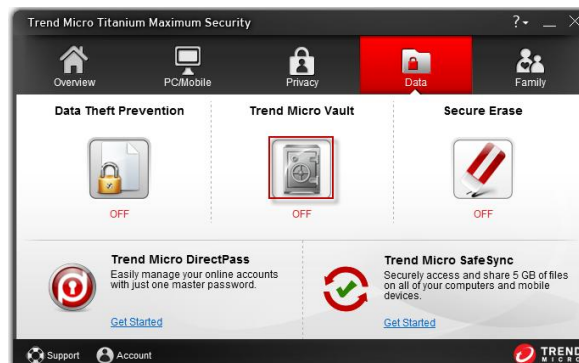 Trend Micro Titanium Maximum Security
?
Overview
PC/Mobile
Privacy
Data
Family
Data Theft Prevention
Trend Micro Vault
Secure Erase
OFF
OFF
OFF
Trend Micro DirectPass
Easily manage your online accounts
with just one master password.
Get Started
Trend Micro SafeSync
Securely access and share 5 GB of files
on all of your computers and mobile
devices.
Get Started
Support
Account
TREND
MICRO